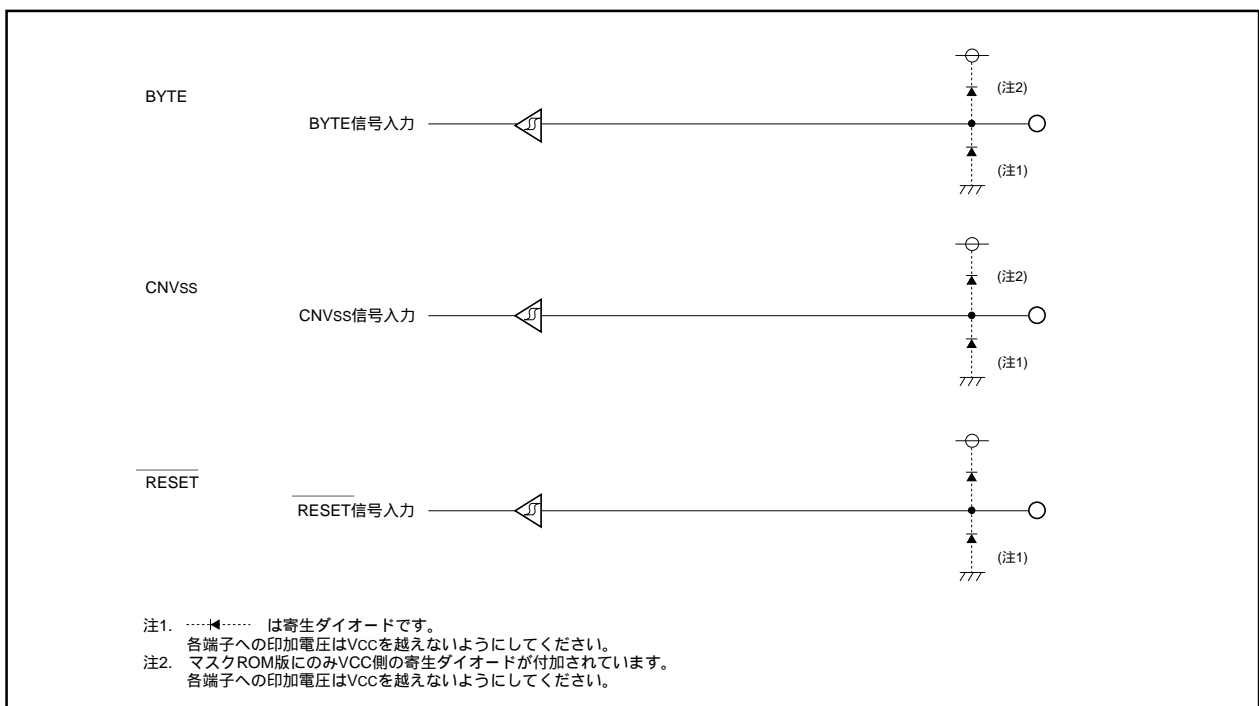 BYTE
(注2)
BYTE信号入力
(注1)
CNVSS
(注2)
CNVSS信号入力
(注1)
RESET
RESET信号入力
(注1)
注1. は寄生ダイオードです。
各端子への印加電圧はVCCを越えないようにしてください。
注2. マスクROM版にのみVCC側の寄生ダイオードが付加されています。
各端子への印加電圧はVCCを越えないようにしてください。